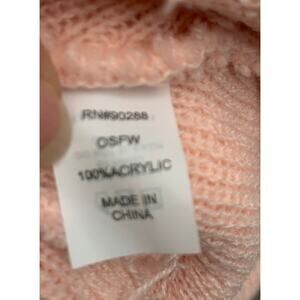 RN#90288
OSFW
100%ACRYLIC
MADE IN
CHINA